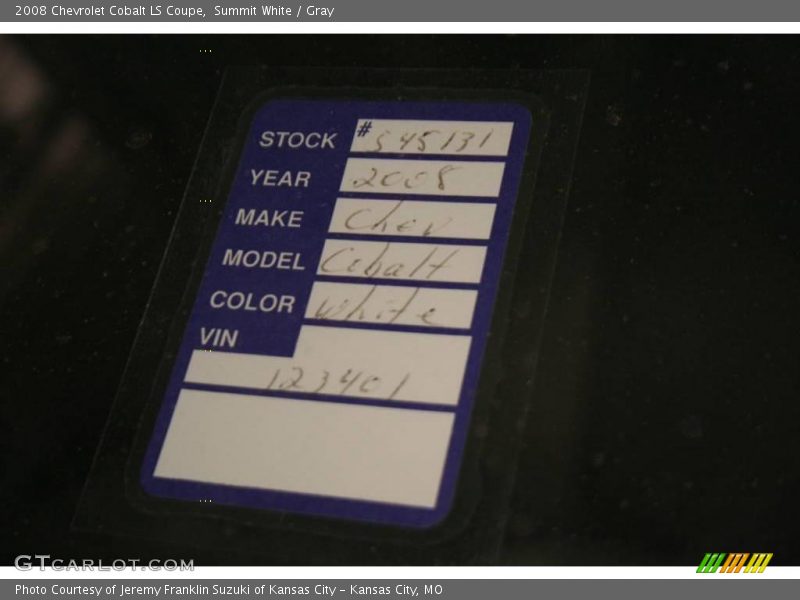 2008 Chevrolet Cobalt LS Coupe, Summit White / Gray
STOCK # S45131
YEAR 2008
MAKE Chev
MODEL Cobalt
COLOR White
VIN
123401
GTCARLOT.COM
Photo Courtesy of Jeremy Franklin Suzuki of Kansas City – Kansas City, MO